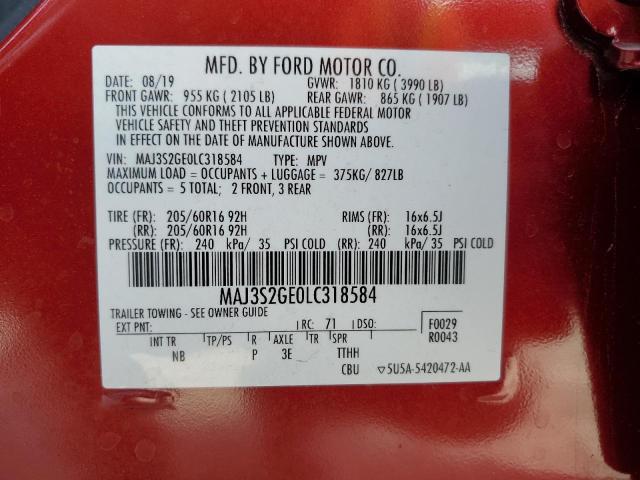 MFD. BY FORD MOTOR CO.
DATE: 08/19 GVWR: 1810 KG ( 3990 LB)
FRONT GAWR: 955 KG ( 2105 LB) REAR GAWR: 865 KG ( 1907 LB)
THIS VEHICLE CONFORMS TO ALL APPLICABLE FEDERAL MOTOR
VEHICLE SAFETY AND THEFT PREVENTION STANDARDS
IN EFFECT ON THE DATE OF MANUFACTURE SHOWN ABOVE.
VIN: MAJ3S2GE0LC318584 TYPE: MPV
MAXIMUM LOAD = OCCUPANTS + LUGGAGE = 375KG/ 827LB
OCCUPANTS = 5 TOTAL; 2 FRONT, 3 REAR
TIRE (FR): 205/60R16 92H RIMS (FR): 16x6.5J
(RR): 205/60R16 92H (RR): 16x6.5J
PRESSURE (FR): 240 kPa/ 35 PSI COLD (RR): 240 kPa/ 35 PSI COLD
MAJ3S2GE0LC318584
TRAILER TOWING - SEE OWNER GUIDE
EXT PNT: RC: 71 DSO: F0029
INT TR TP/PS R AXLE TR SPR R0043
NB P 3E TTHH
CBU ▽5U5A-5420472-AA